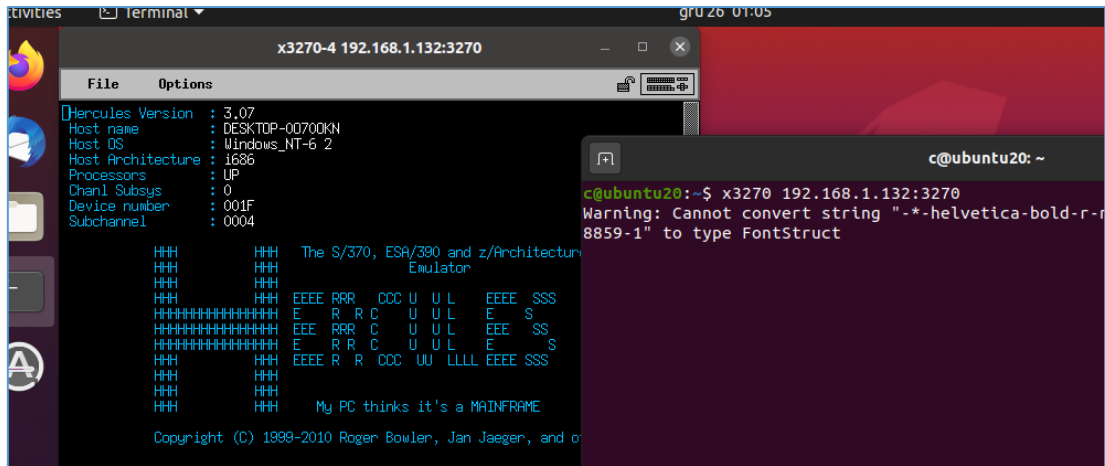 Terminal
gru 26 01:05
x3270-4 192.168.1.132:3270
File Options
Hercules Version : 3.07
Host name : DESKTOP-O07OOKN
Host OS : Windows_NT-6 2
Host Architecture : i686
Processors : UP
Chanl Subsys : 0
Device number : 001F
Subchannel : 0004
HHH HHH The S/370, ESA/390 and z/Architecture
HHH HHH Emulator
HHH HHH
HHH HHH EEEE RRR CCC U U L EEEE SSS
HHHHHHHHHHHHHHHH E R R C U U L E S
HHHHHHHHHHHHHHHH EEE RRR C U U L EEE SS
HHHHHHHHHHHHHHHH E R R C U U L E S
HHH HHH EEEE R R CCC UU LLLL EEEE SSS
HHH HHH
HHH HHH
HHH HHH My PC thinks it's a MAINFRAME
Copyright (C) 1999-2010 Roger Bowler, Jan Jaeger, and
c@ubuntu20: ~
c@ubuntu20:~$ x3270 192.168.1.132:3270
Warning: Cannot convert string "-*-helvetica-bold-r-
8859-1" to type FontStruct